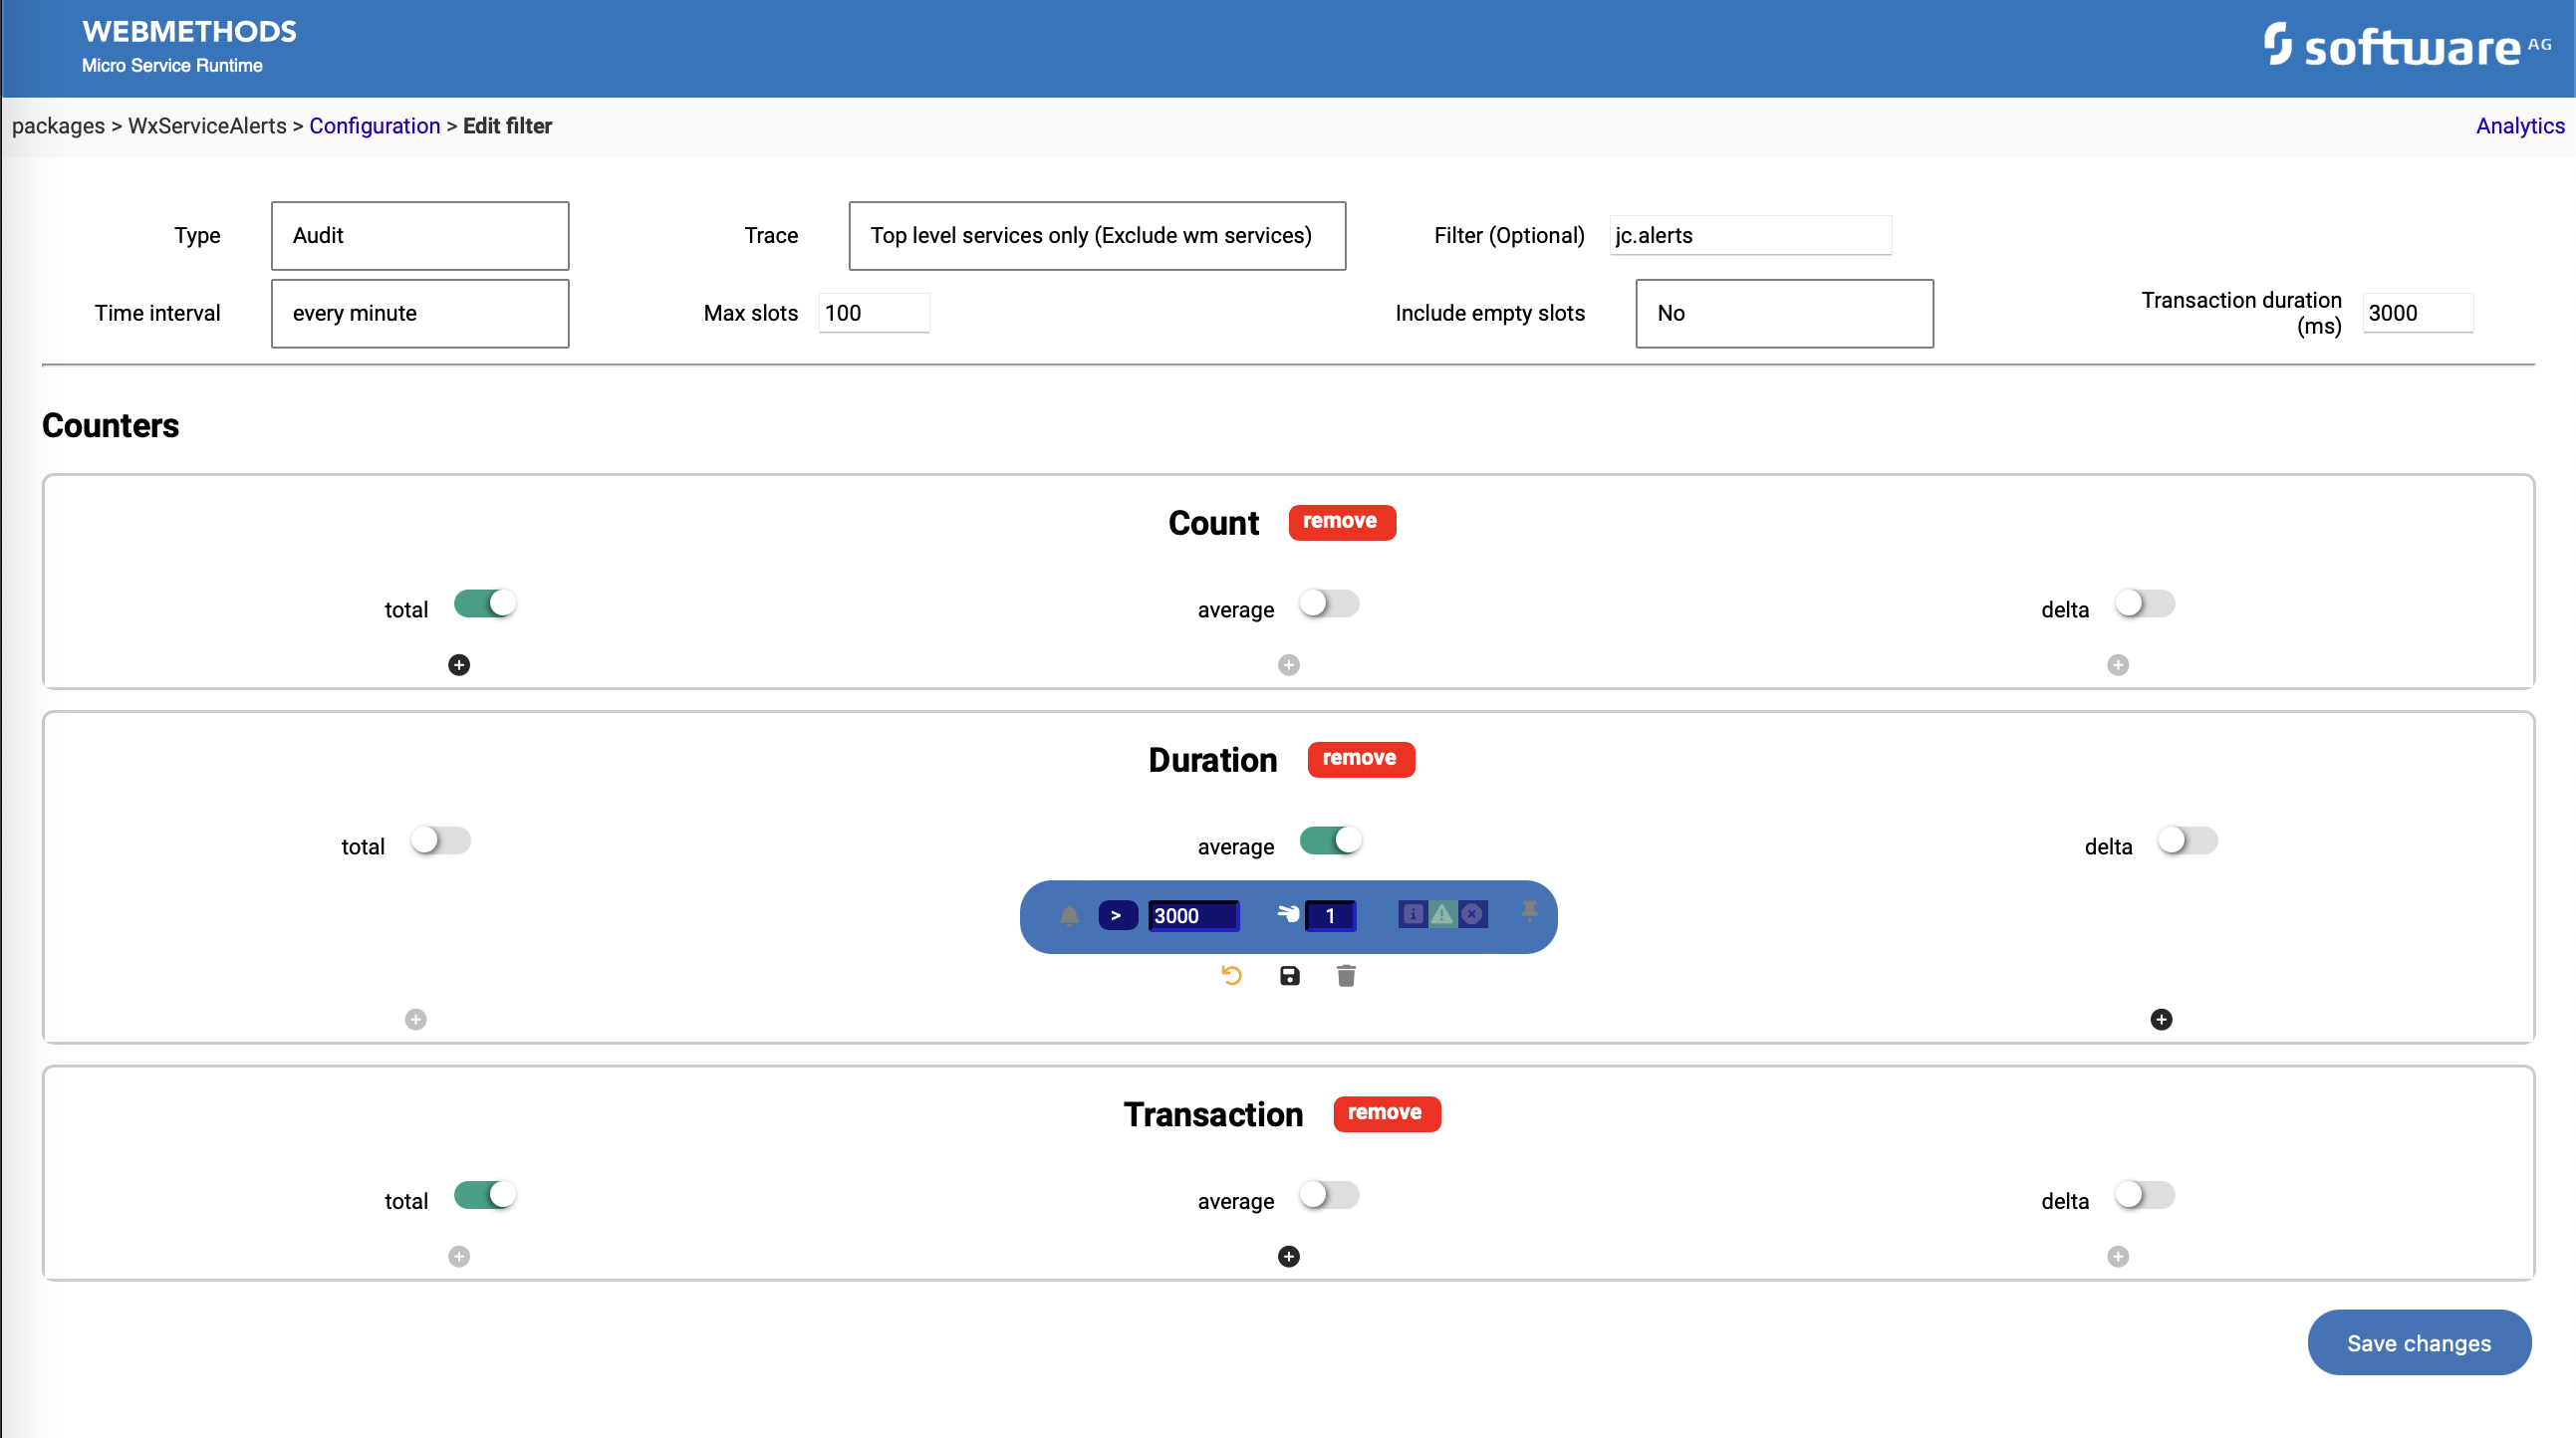 WEBMETHODS
Micro Service Runtime
software AG
packages > WxServiceAlerts > Configuration > Edit filter
Analytics
Type
Audit
Trace
Top level services only (Exclude wm services)
Filter (Optional)
jc.alerts
Time interval
every minute
Max slots
100
Include empty slots
No
Transaction duration
(ms)
3000
Counters
Count
remove
total
average
delta
Duration
remove
total
average
delta
>
3000
1
Transaction
remove
total
average
delta
Save changes